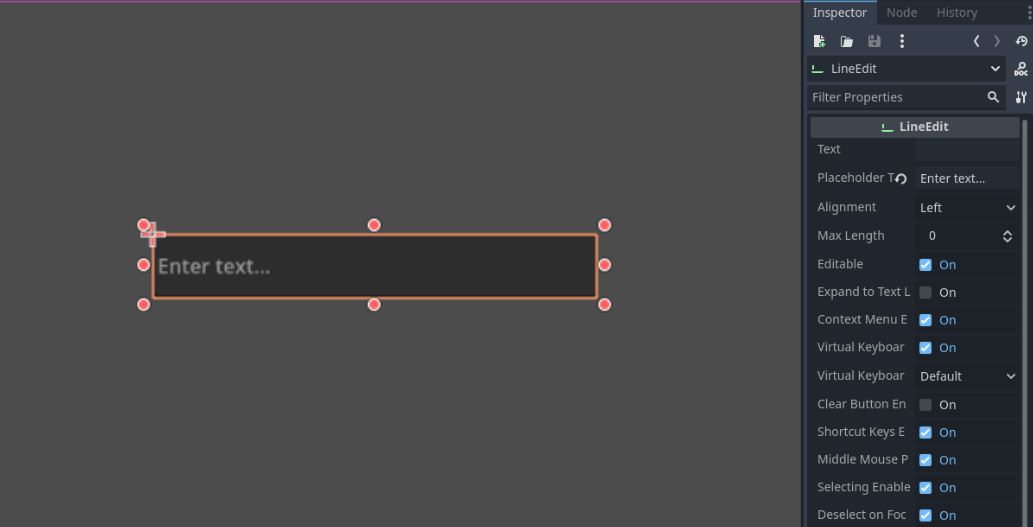 Inspector Node History
LineEdit
Filter Properties
LineEdit
Text
Placeholder T Enter text...
Alignment Left
Max Length 0
Editable On
Expand to Text L On
Context Menu E On
Virtual Keyboar On
Virtual Keyboar Default
Clear Button En On
Shortcut Keys E On
Middle Mouse P On
Selecting Enable On
Deselect on Foc On
Enter text...